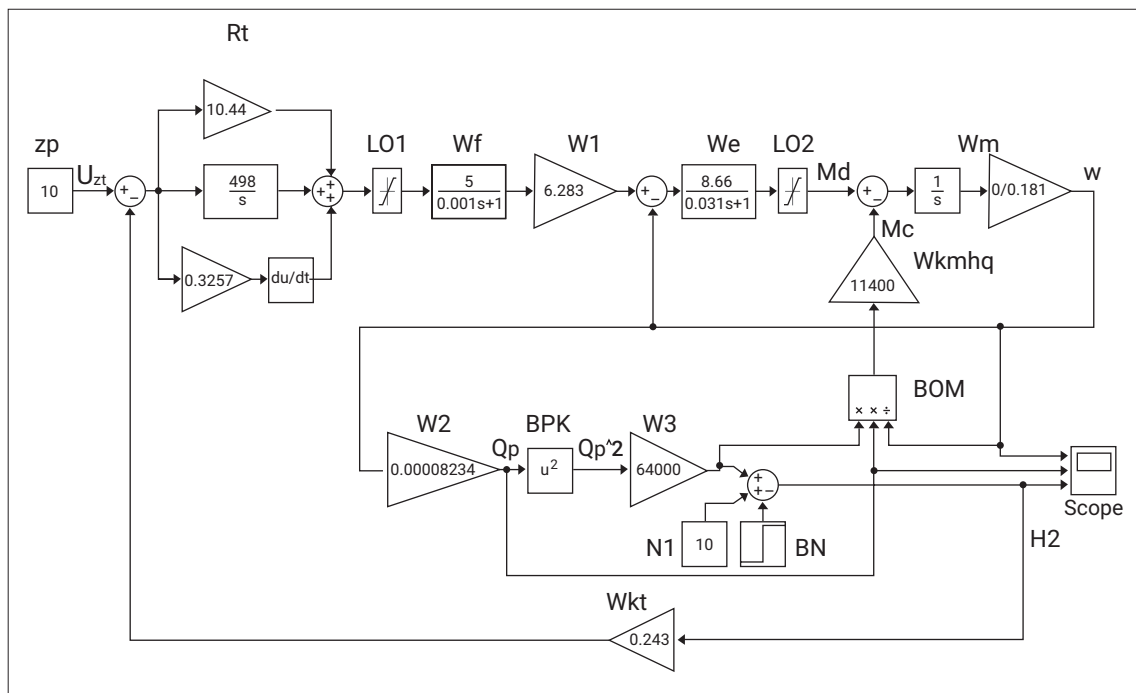 Rt
10.44
zp
10
Uzt
+
−
498
s
0.3257
du/dt
+
+
+
LO1
Wf
5
0.001s+1
W1
6.283
+
−
We
8.66
0.031s+1
LO2
Md
+
−
Mc
1
s
Wm
0/0.181
w
Wkmhq
11400
BOM
× × ÷
W2
0.00008234
Qp
BPK
u²
Qp^2
W3
64000
+
+
−
N1
10
BN
Scope
H2
Wkt
0.243